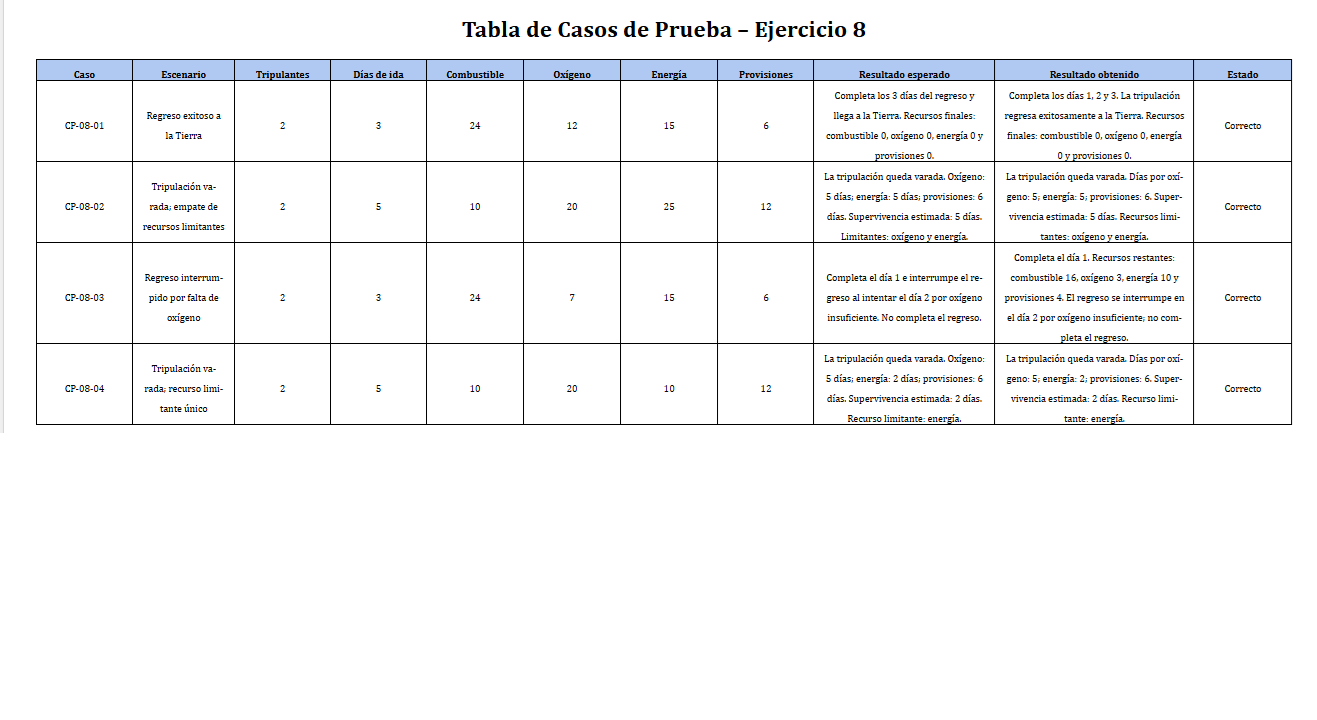 Tabla de Casos de Prueba – Ejercicio 8
Caso Escenario Tripulantes Días de ida Combustible Oxígeno Energía Provisiones Resultado esperado Resultado obtenido Estado
CP-08-01
Regreso exitoso a
la Tierra
2
3
24
12
15
6
Completa los 3 días del regreso y
llega a la Tierra. Recursos finales:
combustible 0, oxígeno 0, energía 0 y
provisiones 0.
Completa los días 1, 2 y 3. La tripulación
regresa exitosamente a la Tierra. Recursos
finales: combustible 0, oxígeno 0, energía
0 y provisiones 0.
Correcto
CP-08-02
Tripulación va-
rada; empate de
recursos limitantes
2
5
10
20
25
12
La tripulación queda varada. Oxígeno:
5 días; energía: 5 días; provisiones: 6
días. Supervivencia estimada: 5 días.
Limitantes: oxígeno y energía.
La tripulación queda varada. Días por oxí-
geno: 5; energía: 5; provisiones: 6. Super-
vivencia estimada: 5 días. Recursos limi-
tantes: oxígeno y energía.
Correcto
CP-08-03
Regreso interrum-
pido por falta de
oxígeno
2
3
24
7
15
6
Completa el día 1 e interrumpe el re-
greso al intentar el día 2 por oxígeno
insuficiente. No completa el regreso.
Completa el día 1. Recursos restantes:
combustible 16, oxígeno 3, energía 10 y
provisiones 4. El regreso se interrumpe en
el día 2 por oxígeno insuficiente; no com-
pleta el regreso.
Correcto
CP-08-04
Tripulación va-
rada; recurso limi-
tante único
2
5
10
20
10
12
La tripulación queda varada. Oxígeno:
5 días; energía: 2 días; provisiones: 6
días. Supervivencia estimada: 2 días.
Recurso limitante: energía.
La tripulación queda varada. Días por oxí-
geno: 5; energía: 2; provisiones: 6. Super-
vivencia estimada: 2 días. Recurso limi-
tante: energía.
Correcto